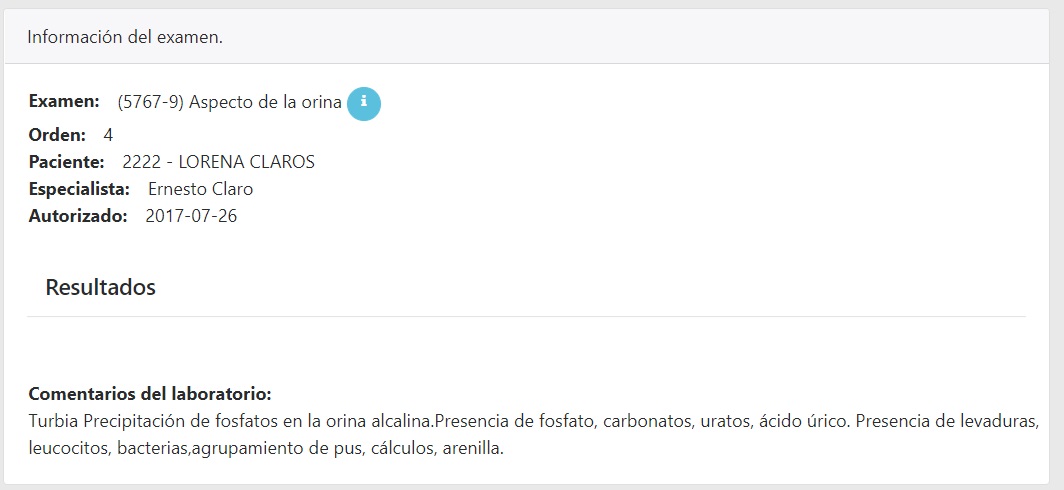 Información del examen.
Examen: (5767-9) Aspecto de la orina i
Orden: 4
Paciente: 2222 - LORENA CLAROS
Especialista: Ernesto Claro
Autorizado: 2017-07-26
Resultados
Comentarios del laboratorio:
Turbia Precipitación de fosfatos en la orina alcalina.Presencia de fosfato, carbonatos, uratos, ácido úrico. Presencia de levaduras,
leucocitos, bacterias,agrupamiento de pus, cálculos, arenilla.